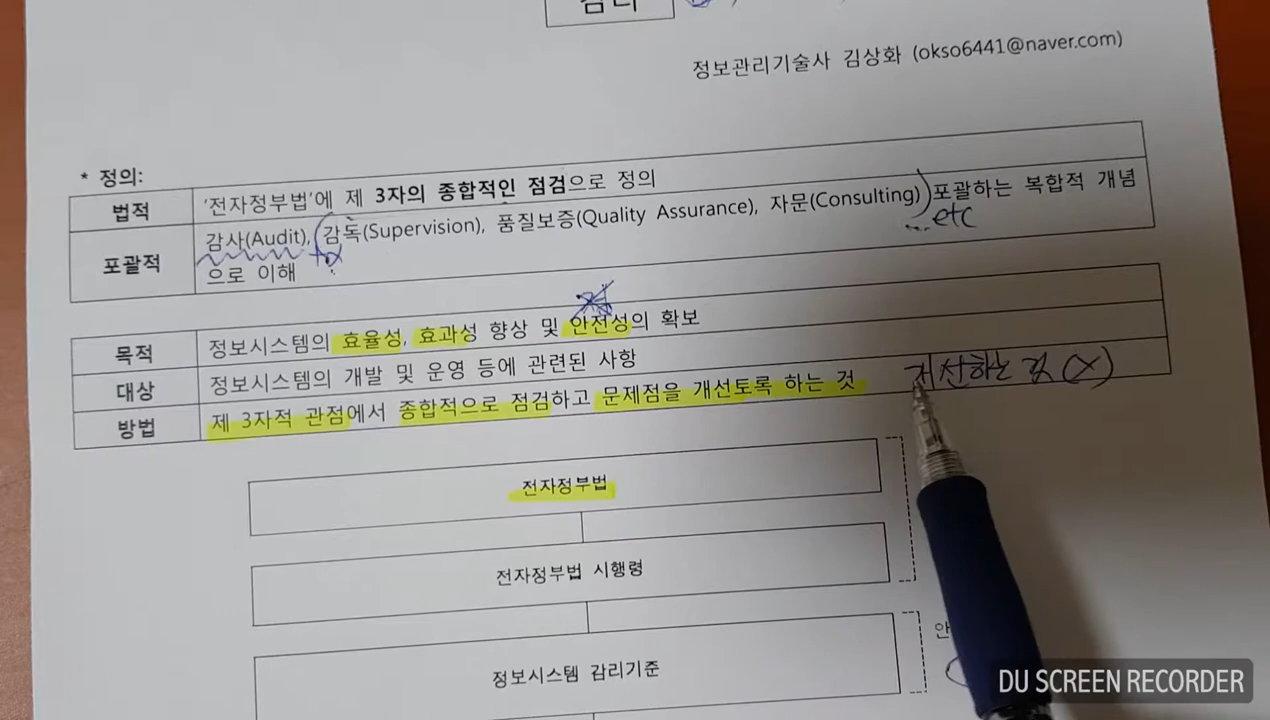 감리
정보관리기술사 김상화 (okso6441@naver.com)
* 정의:
법적 '전자정부법'에 제 3자의 종합적인 점검으로 정의
포괄적 감사(Audit), 감독(Supervision), 품질보증(Quality Assurance), 자문(Consulting) 포괄하는 복합적 개념
etc
으로 이해
목적 정보시스템의 효율성, 효과성 향상 및 안전성의 확보
대상 정보시스템의 개발 및 운영 등에 관련된 사항
방법 제 3자적 관점에서 종합적으로 점검하고 문제점을 개선토록 하는 것
것 (X)
전자정부법
전자정부법 시행령
정보시스템 감리기준
안
DU SCREEN RECORDER